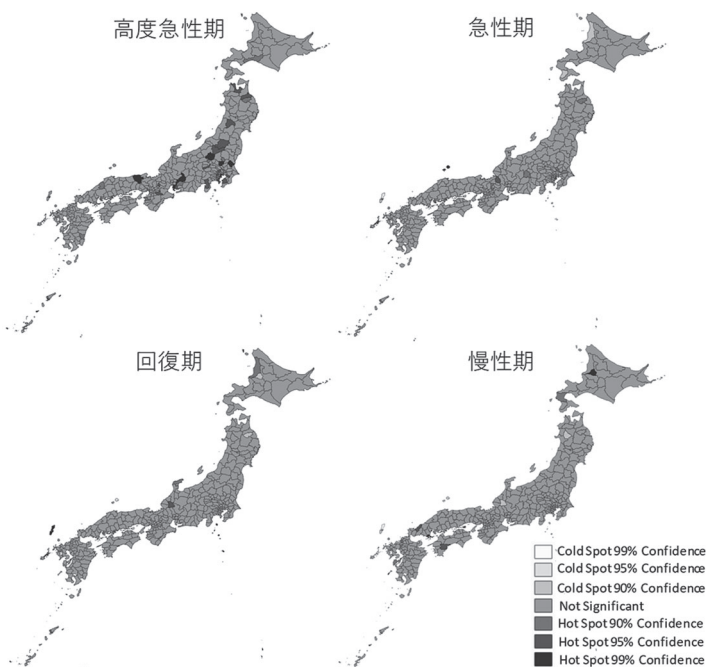 高度急性期
急性期
回復期
慢性期
Cold Spot 99% Confidence
Cold Spot 95% Confidence
Cold Spot 90% Confidence
Not Significant
Hot Spot 90% Confidence
Hot Spot 95% Confidence
Hot Spot 99% Confidence